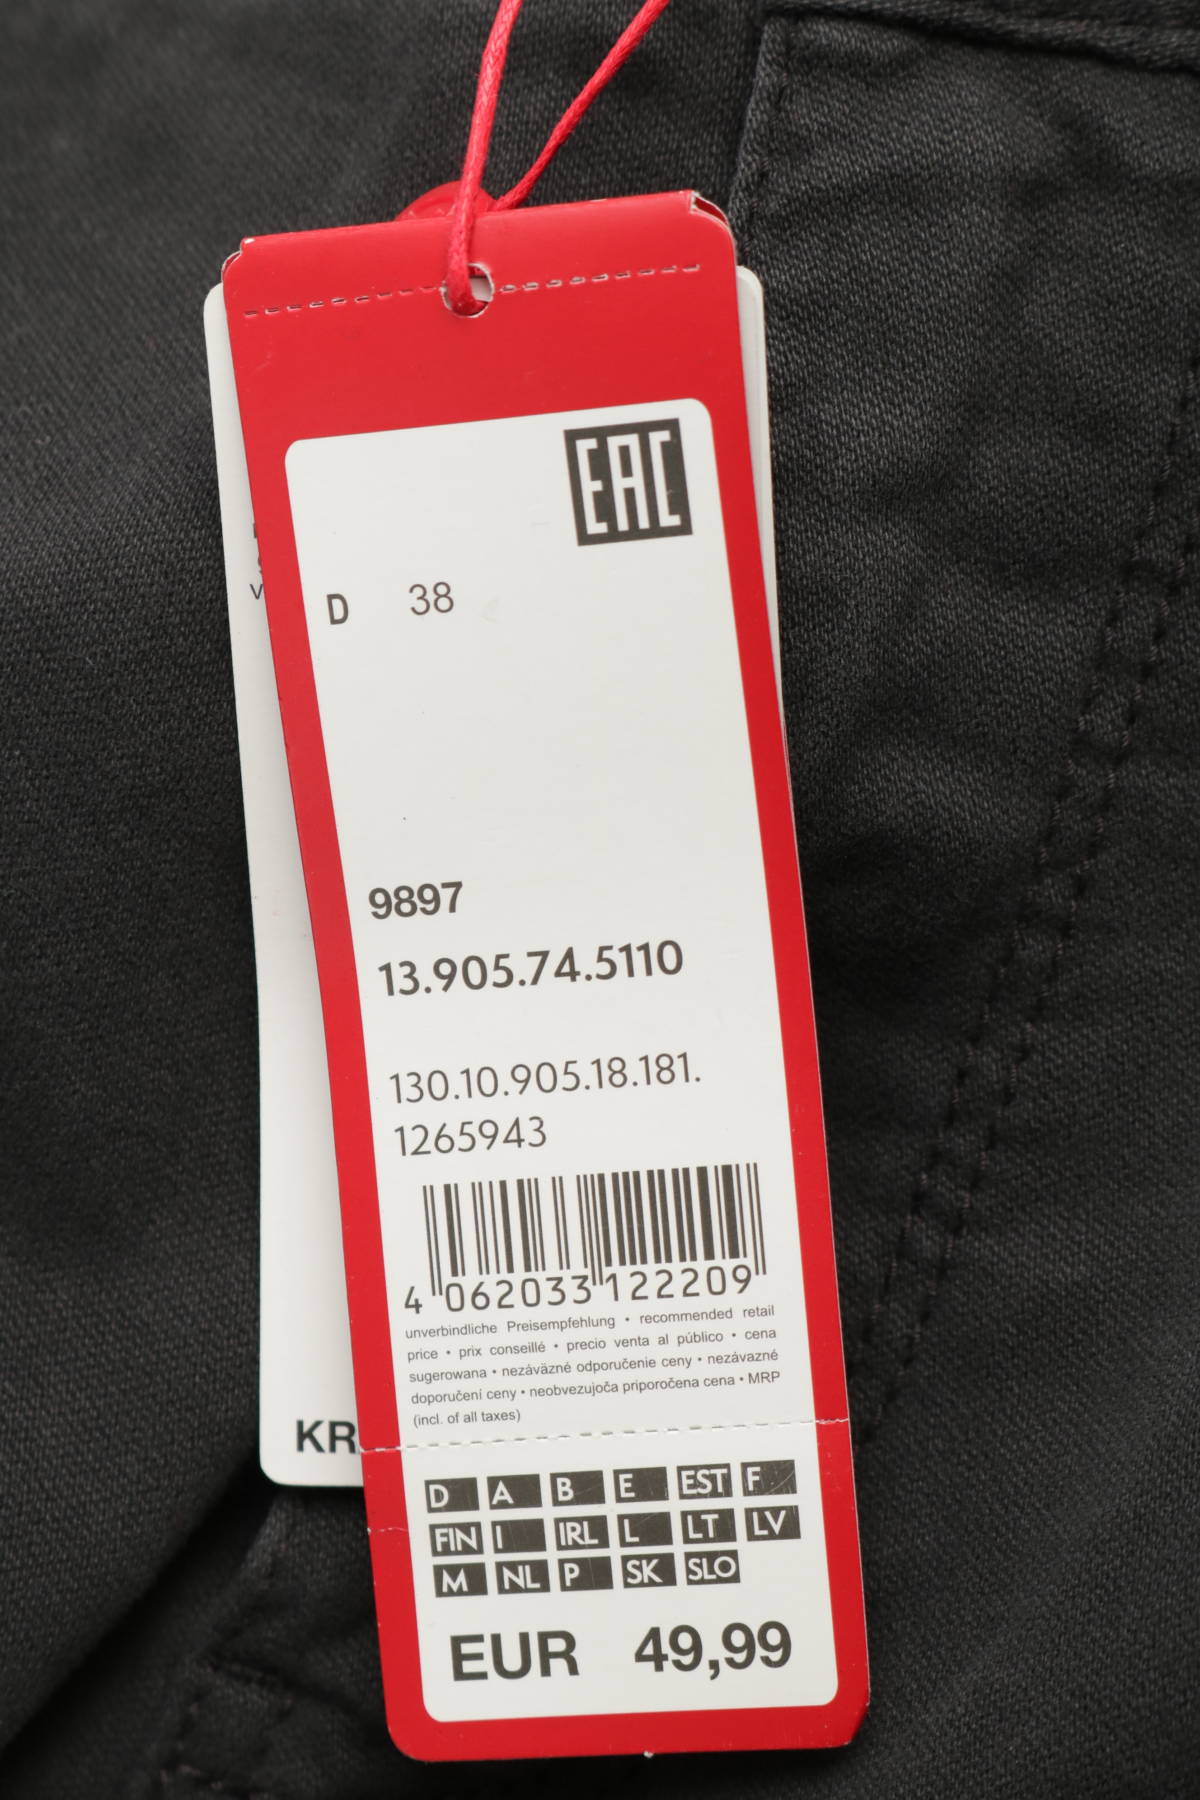 EAC
D 38
9897
13.905.74.5110
130.10.905.18.181.
1265943
4 062033 122209
unverbindliche Preisempfehlung • recommended retail
price • prix conseillé • precio venta al público • cena
sugerowana • nezáväzné odporučenie ceny • nezávazné
doporučení ceny • neobvezujoča priporočena cena • MRP
(incl. of all taxes)
KR
D A B E EST F
FIN I IRL L LT LV
M NL P SK SLO
EUR 49,99